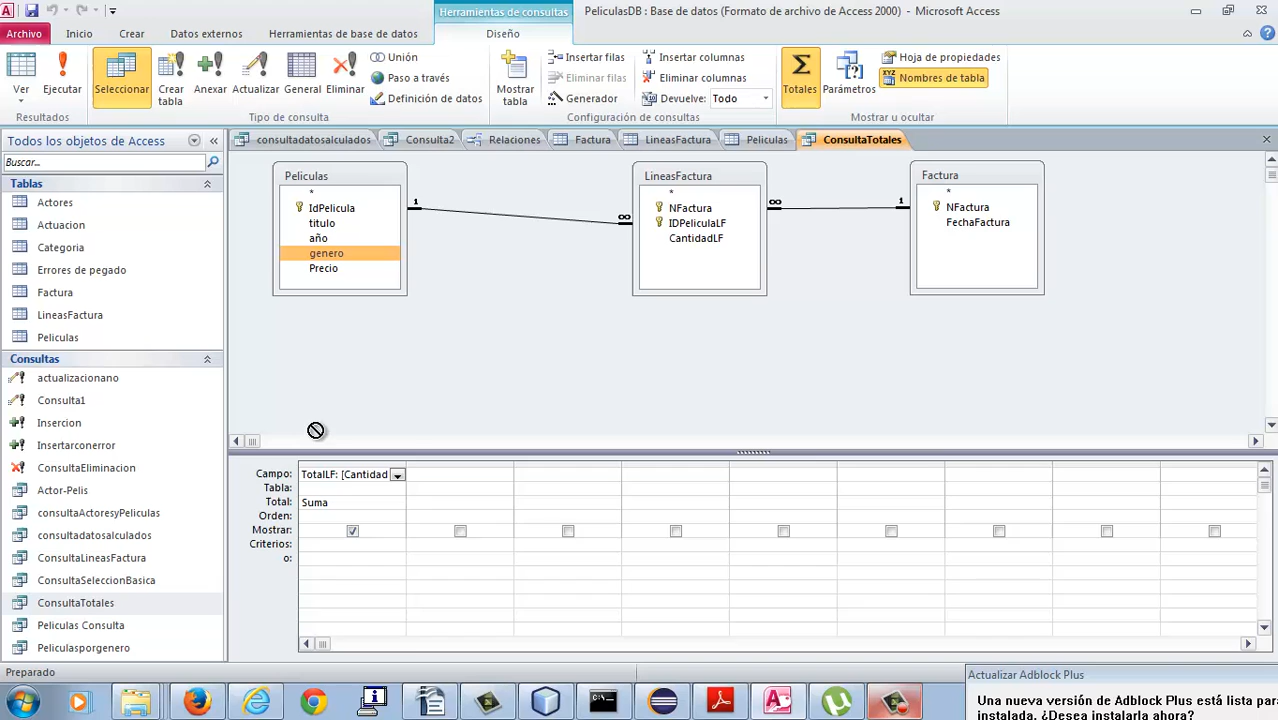 Herramientas de consultas
PeliculasDB : Base de datos (Formato de archivo de Access 2000) - Microsoft Access
Archivo
Inicio
Crear
Datos externos
Herramientas de base de datos
Diseño
Ver
Ejecutar
Seleccionar
Crear tabla
Anexar
Actualizar
General
Eliminar
Unión
Paso a través
Definición de datos
Mostrar tabla
Insertar filas
Eliminar filas
Generador
Insertar columnas
Eliminar columnas
Devuelve: Todo
Totales
Parámetros
Hoja de propiedades
XYZ Nombres de tabla
Resultados
Tipo de consulta
Configuración de consultas
Mostrar u ocultar
Todos los objetos de Access
Buscar...
Tablas
Actores
Actuacion
Categoria
Errores de pegado
Factura
LineasFactura
Peliculas
Consultas
actualizacionano
Consulta1
Insercion
Insertarconerror
ConsultaEliminacion
Actor-Pelis
consultaActoresyPeliculas
consultadatosalculados
ConsultaLineasFactura
ConsultaSeleccionBasica
ConsultaTotales
Peliculas Consulta
Peliculasporgenero
consultadatosalculados
Consulta2
Relaciones
Factura
LineasFactura
Peliculas
ConsultaTotales
Peliculas
*
IdPelicula
titulo
año
genero
Precio
1
∞
LineasFactura
*
NFactura
IDPeliculaLF
CantidadLF
∞
1
Factura
*
NFactura
FechaFactura
Campo: TotalLF: [Cantidad
Tabla:
Total: Suma
Orden:
Mostrar:
Criterios:
o:
Preparado
Actualizar Adblock Plus
Una nueva versión de Adblock Plus está lista para
instalada. ¿Desea instalarla ahora?